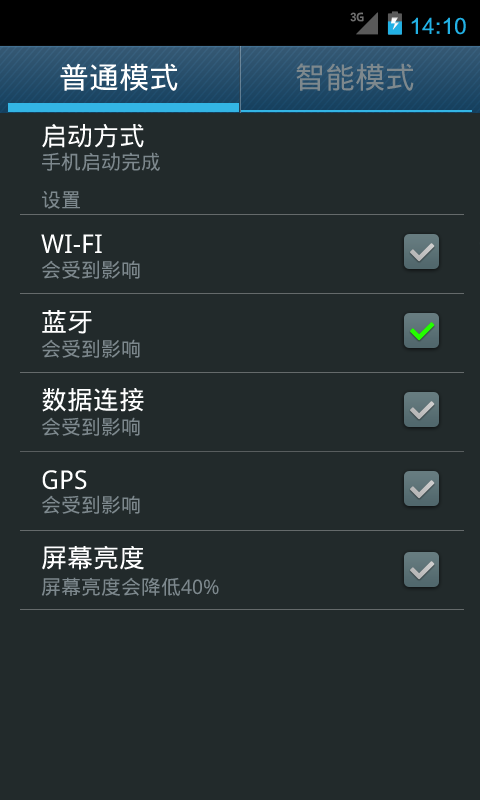 3G 14:10
普通模式 智能模式
启动方式
手机启动完成
设置
WI-FI
会受到影响
蓝牙
会受到影响
数据连接
会受到影响
GPS
会受到影响
屏幕亮度
屏幕亮度会降低40%